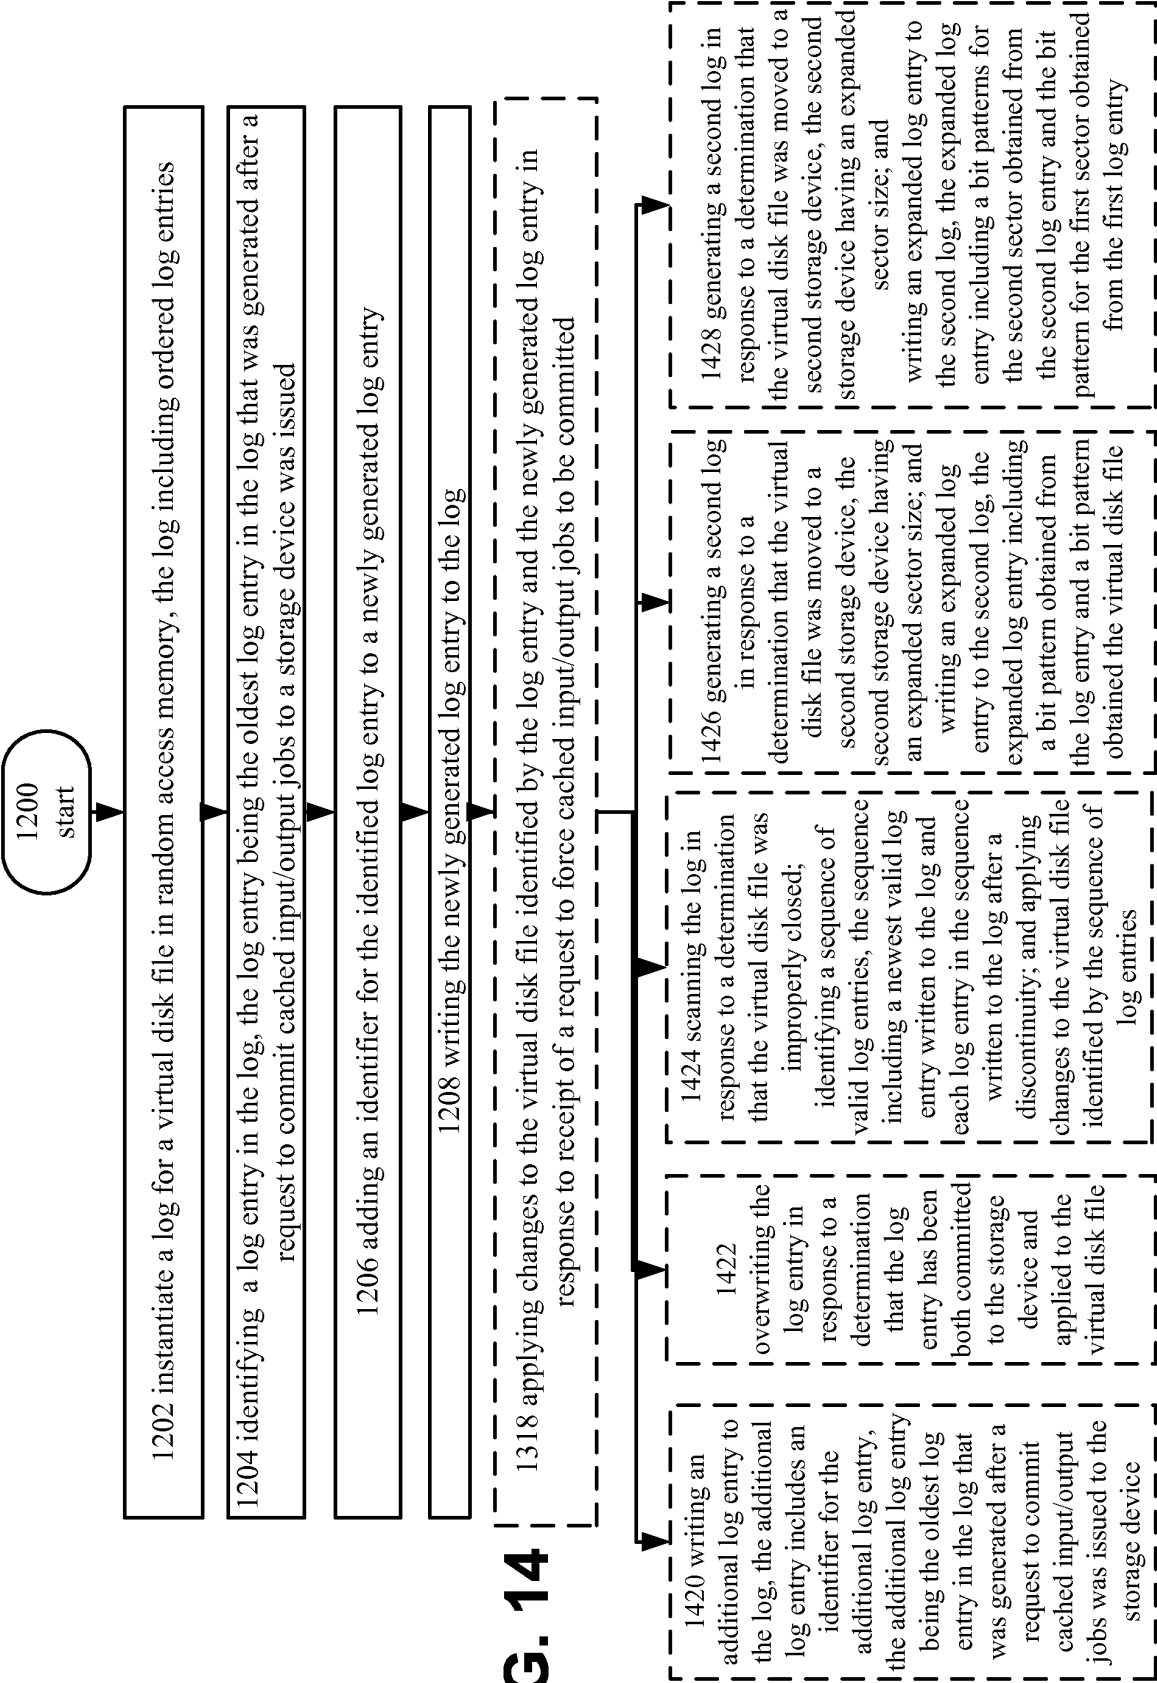 1200
start
1202 instantiate a log for a virtual disk file in random access memory, the log including ordered log entries
1204 identifying a log entry in the log, the log entry being the oldest log entry in the log that was generated after a
request to commit cached input/output jobs to a storage device was issued
1206 adding an identifier for the identified log entry to a newly generated log entry
1208 writing the newly generated log entry to the log
1318 applying changes to the virtual disk file identified by the log entry and the newly generated log entry in
response to receipt of a request to force cached input/output jobs to be committed
1420 writing an
additional log entry to
the log, the additional
log entry includes an
identifier for the
additional log entry,
the additional log entry
being the oldest log
entry in the log that
was generated after a
request to commit
cached input/output
jobs was issued to the
storage device
1422
overwriting the
log entry in
response to a
determination
that the log
entry has been
both committed
to the storage
device and
applied to the
virtual disk file
1424 scanning the log in
response to a determination
that the virtual disk file was
improperly closed;
identifying a sequence of
valid log entries, the sequence
including a newest valid log
entry written to the log and
each log entry in the sequence
written to the log after a
discontinuity; and applying
changes to the virtual disk file
identified by the sequence of
log entries
1426 generating a second log
in response to a
determination that the virtual
disk file was moved to a
second storage device, the
second storage device having
an expanded sector size; and
writing an expanded log
entry to the second log, the
expanded log entry including
a bit pattern obtained from
the log entry and a bit pattern
obtained the virtual disk file
1428 generating a second log in
response to a determination that
the virtual disk file was moved to a
second storage device, the second
storage device having an expanded
sector size; and
writing an expanded log entry to
the second log, the expanded log
entry including a bit patterns for
the second sector obtained from
the second log entry and the bit
pattern for the first sector obtained
from the first log entry
G. 14